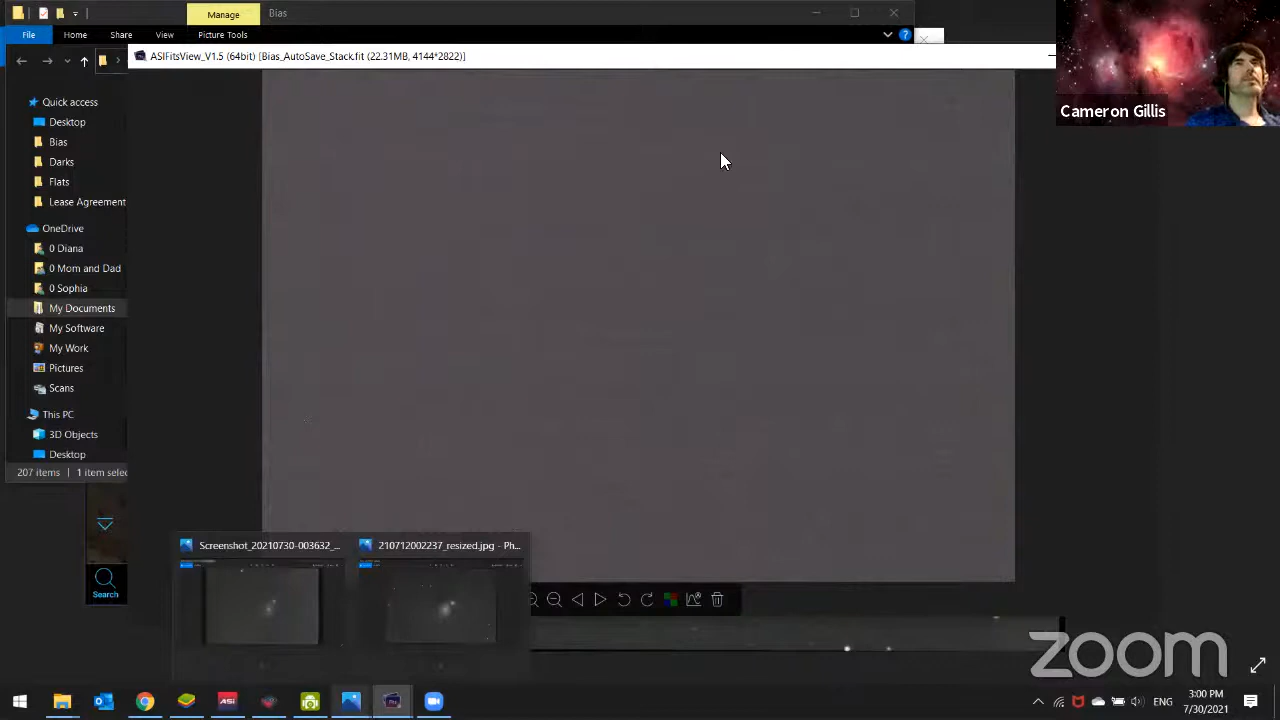 Manage
Bias
File
Home
Share
View
Picture Tools
ASIFitsView_V1.5 (64bit) [Bias_AutoSave_Stack.fit (22.31MB, 4144*2822)]
Cameron Gillis
Quick access
Desktop
Bias
Darks
Flats
Lease Agreement
OneDrive
0 Diana
0 Mom and Dad
0 Sophia
My Documents
My Software
My Work
Pictures
Scans
This PC
3D Objects
Desktop
207 items
1 item selec
Screenshot_20210730-003632_...
210712002237_resized.jpg - Ph...
Search
zoom
ASI
ENG
3:00 PM
7/30/2021